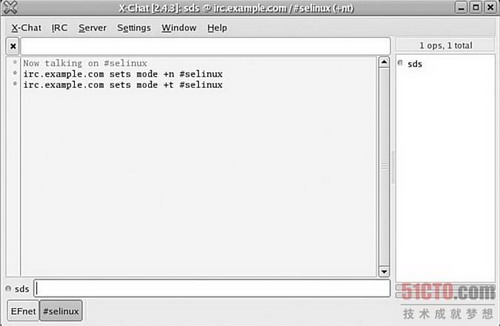 X-Chat [2.4.3]: sds @ irc.example.com / #selinux (+nt)
X-Chat IRC Server Settings Window Help
1 ops, 1 total
Now talking on #selinux
irc.example.com sets mode +n #selinux
irc.example.com sets mode +t #selinux
sds
sds
EFnet #selinux
51CTO.com
技术成就梦想